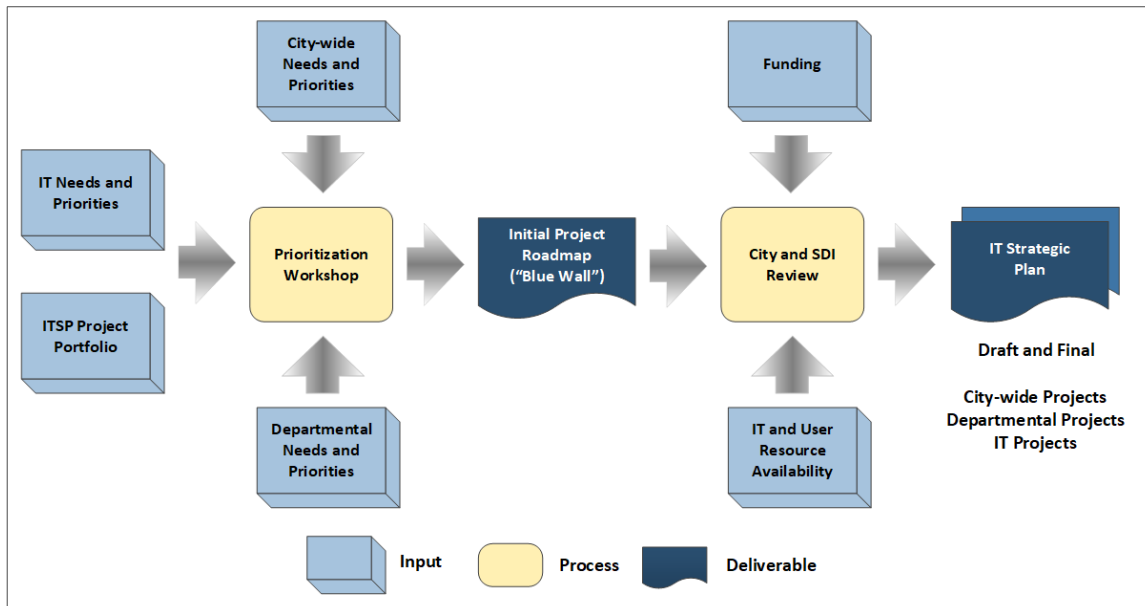 City-wide
Needs and
Priorities
Funding
IT Needs and
Priorities
Prioritization
Workshop
Initial Project
Roadmap
(“Blue Wall”)
City and SDI
Review
IT Strategic
Plan
ITSP Project
Portfolio
Draft and Final
City-wide Projects
Departmental Projects
IT Projects
Departmental
Needs and
Priorities
IT and User
Resource
Availability
Input
Process
Deliverable